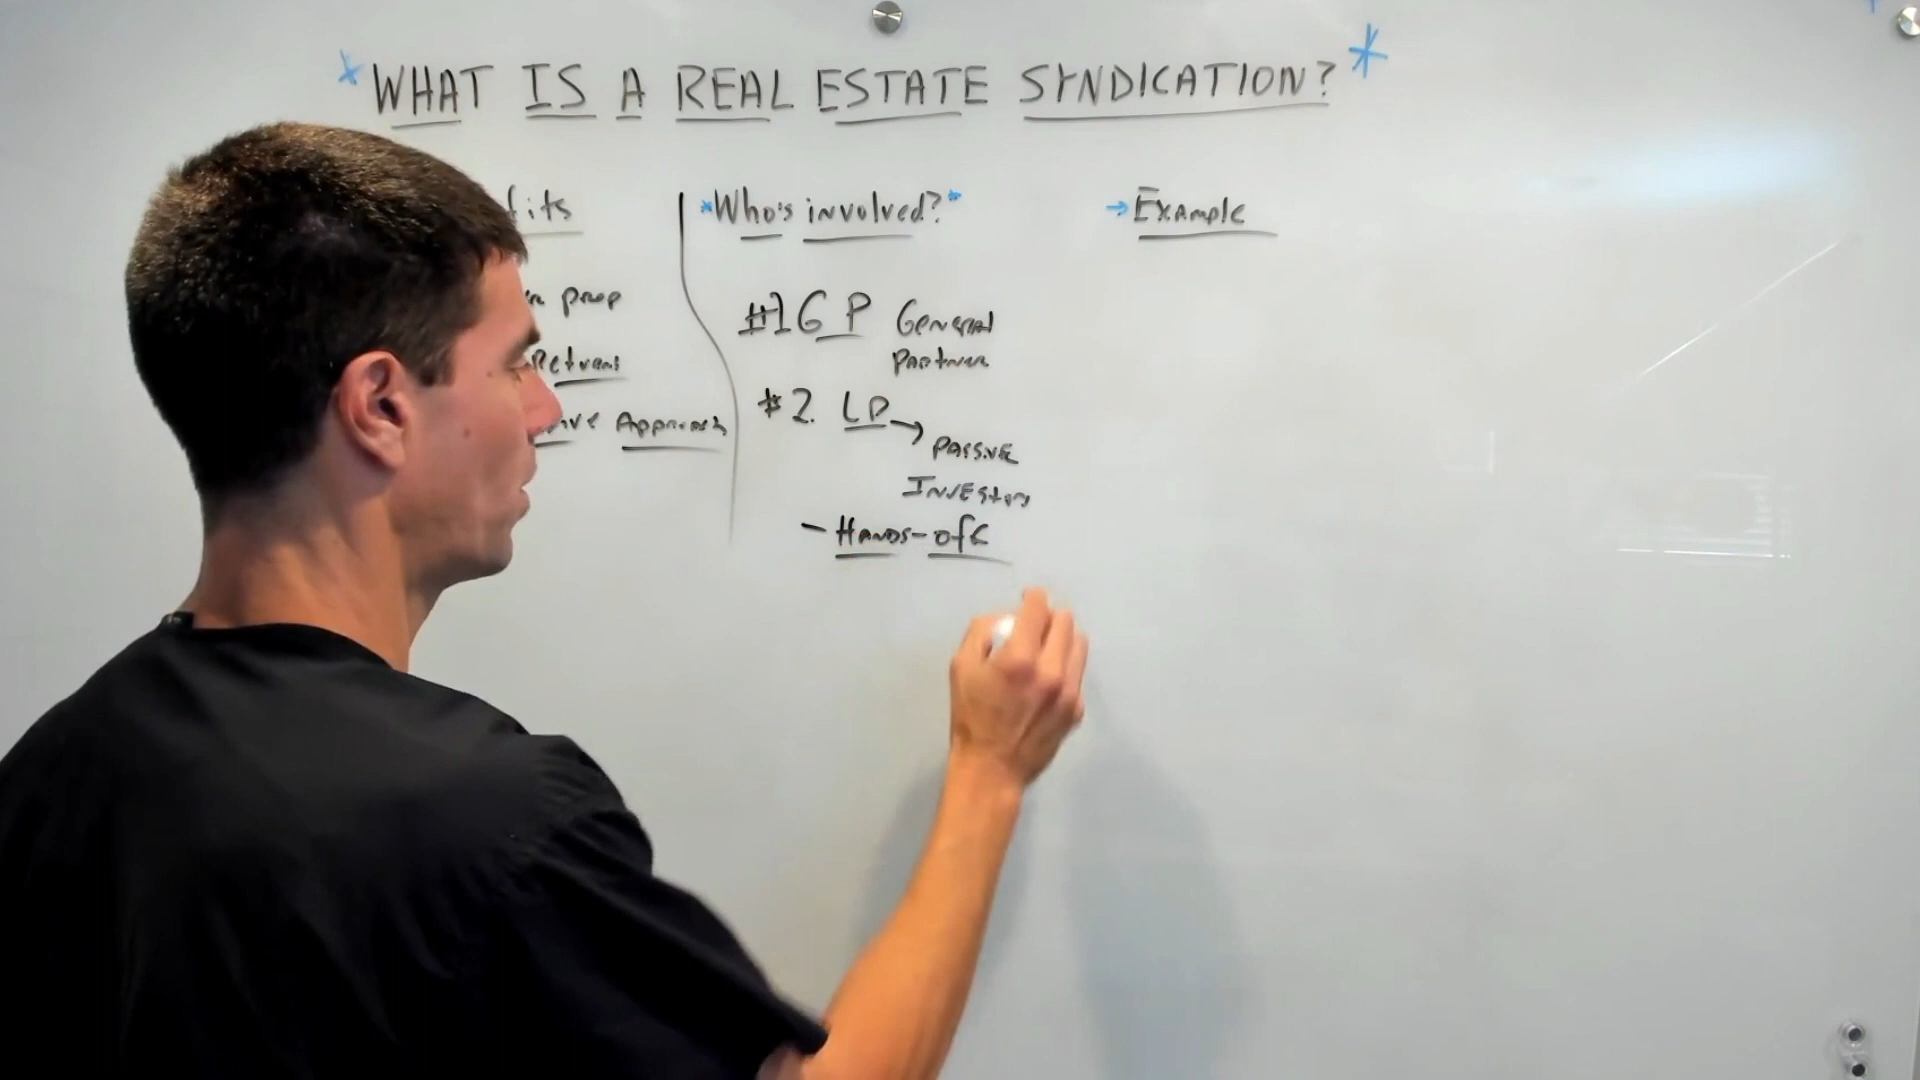 * WHAT IS A REAL ESTATE SYNDICATION? *
fits
prop
Returns
Approach
* Who's involved? *
#1 GP General
Partner
#2. LP →
PASSIVE
INVESTORS
- HANDS-off
→ Example